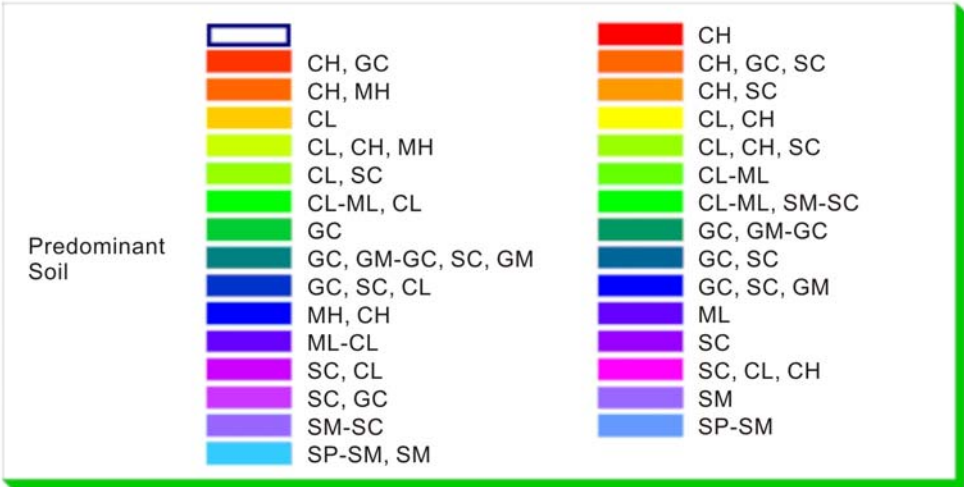 CH
CH, GC
CH, GC, SC
CH, MH
CH, SC
CL
CL, CH
CL, CH, MH
CL, CH, SC
CL, SC
CL-ML
CL-ML, CL
CL-ML, SM-SC
GC
GC, GM-GC
Predominant
Soil
GC, GM-GC, SC, GM
GC, SC
GC, SC, CL
GC, SC, GM
MH, CH
ML
ML-CL
SC
SC, CL
SC, CL, CH
SC, GC
SM
SM-SC
SP-SM
SP-SM, SM